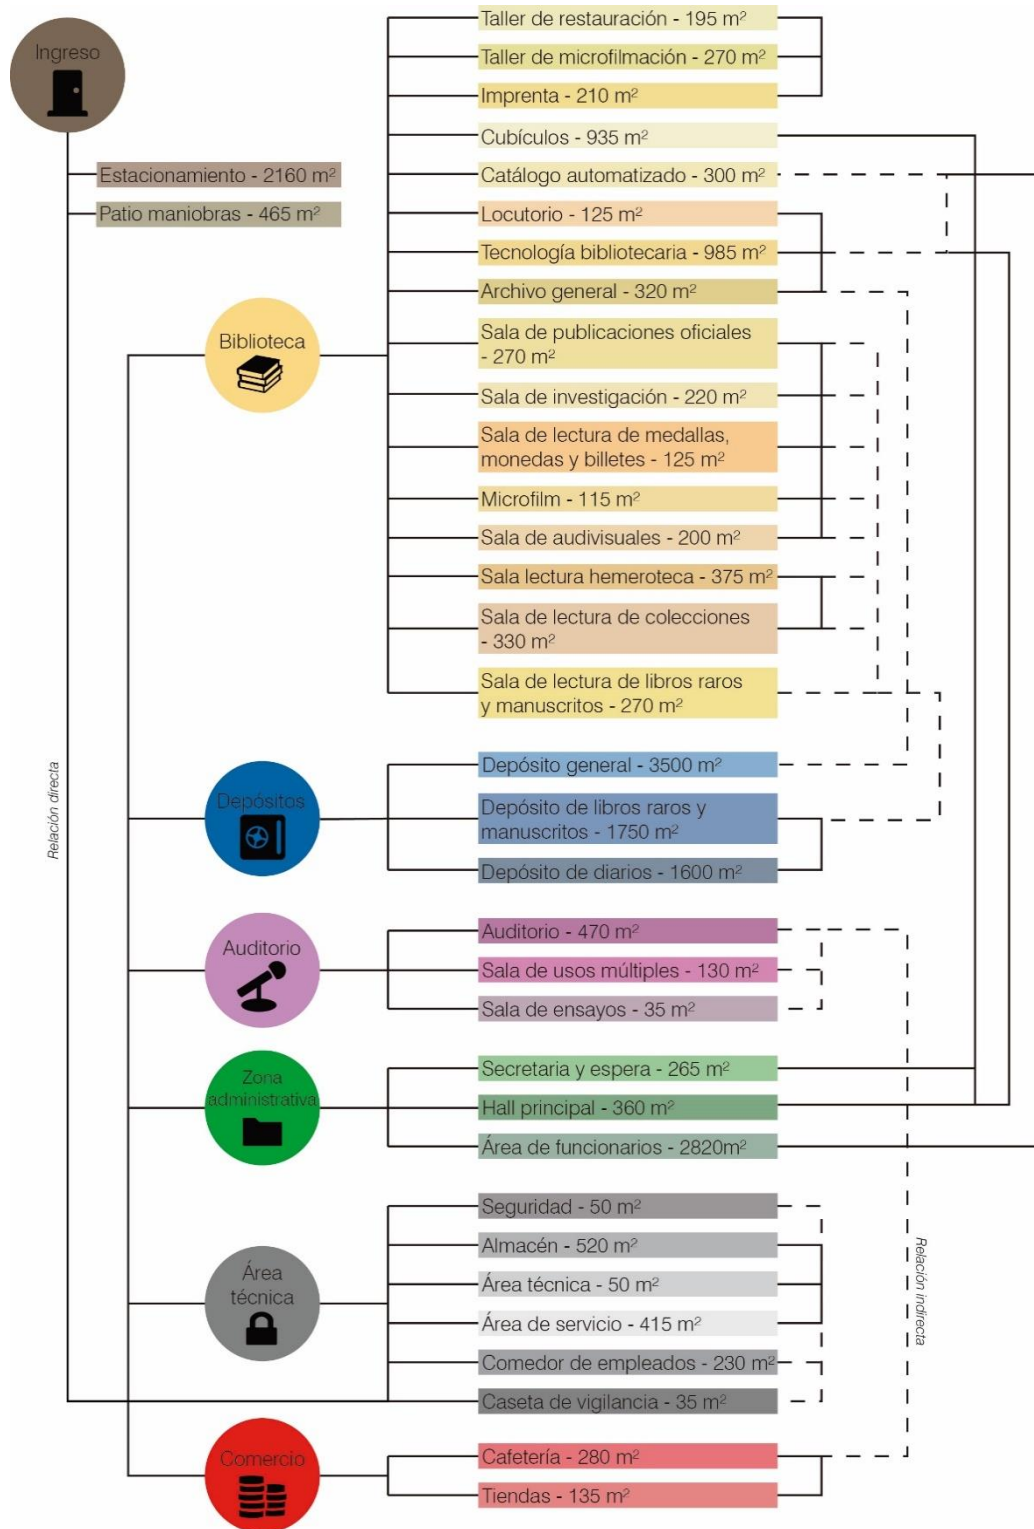 Ingreso
Estacionamiento - 2160 m²
Patio maniobras - 465 m²
Biblioteca
Taller de restauración - 195 m²
Taller de microfilmación - 270 m²
Imprenta - 210 m²
Cubículos - 935 m²
Catálogo automatizado - 300 m²
Locutorio - 125 m²
Tecnología bibliotecaria - 985 m²
Archivo general - 320 m²
Sala de publicaciones oficiales
- 270 m²
Sala de investigación - 220 m²
Sala de lectura de medallas,
monedas y billetes - 125 m²
Microfilm - 115 m²
Sala de audivisuales - 200 m²
Sala lectura hemeroteca - 375 m²
Sala de lectura de colecciones
- 330 m²
Sala de lectura de libros raros
y manuscritos - 270 m²
Relación directa
Depósitos
Depósito general - 3500 m²
Depósito de libros raros y
manuscritos - 1750 m²
Depósito de diarios - 1600 m²
Auditorio
Auditorio - 470 m²
Sala de usos múltiples - 130 m²
Sala de ensayos - 35 m²
Zona
administrativa
Secretaria y espera - 265 m²
Hall principal - 360 m²
Área de funcionarios - 2820m²
Área
técnica
Seguridad - 50 m²
Almacén - 520 m²
Área técnica - 50 m²
Área de servicio - 415 m²
Comedor de empleados - 230 m²
Caseta de vigilancia - 35 m²
Relación indirecta
Comercio
Cafetería - 280 m²
Tiendas - 135 m²